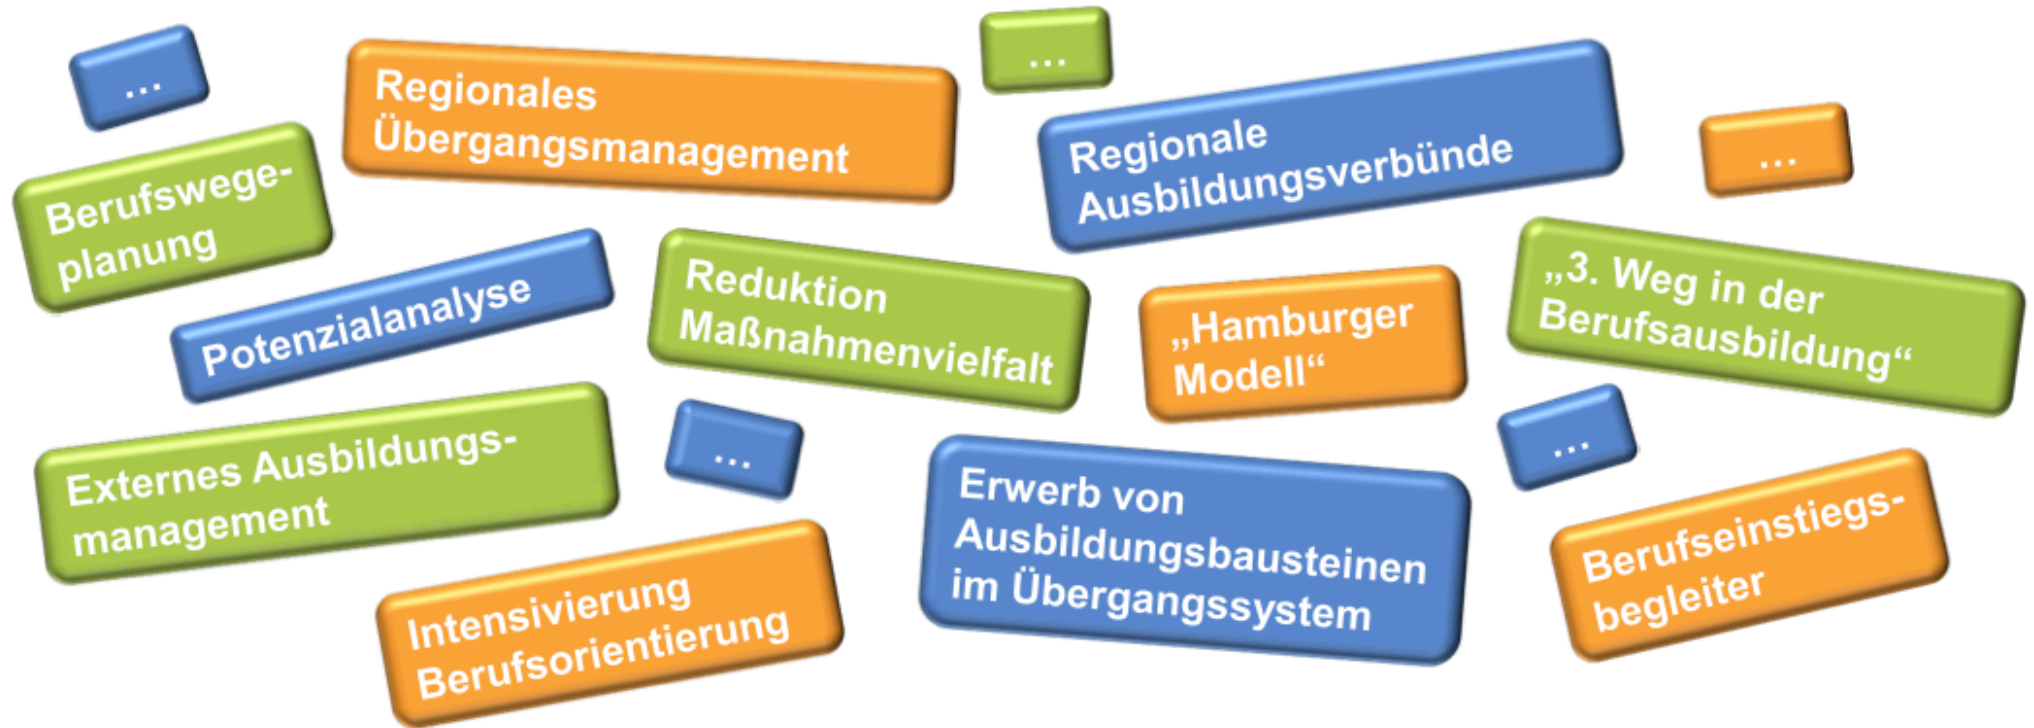 ...
Regionales
Übergangsmanagement
...
Regionale
Ausbildungsverbünde
...
Berufswege-
planung
Potenzialanalyse
Reduktion
Maßnahmenvielfalt
„Hamburger
Modell“
„3. Weg in der
Berufsausbildung“
Externes Ausbildungs-
management
...
Erwerb von
Ausbildungsbausteinen
im Übergangssystem
...
Berufseinstiegs-
begleiter
Intensivierung
Berufsorientierung